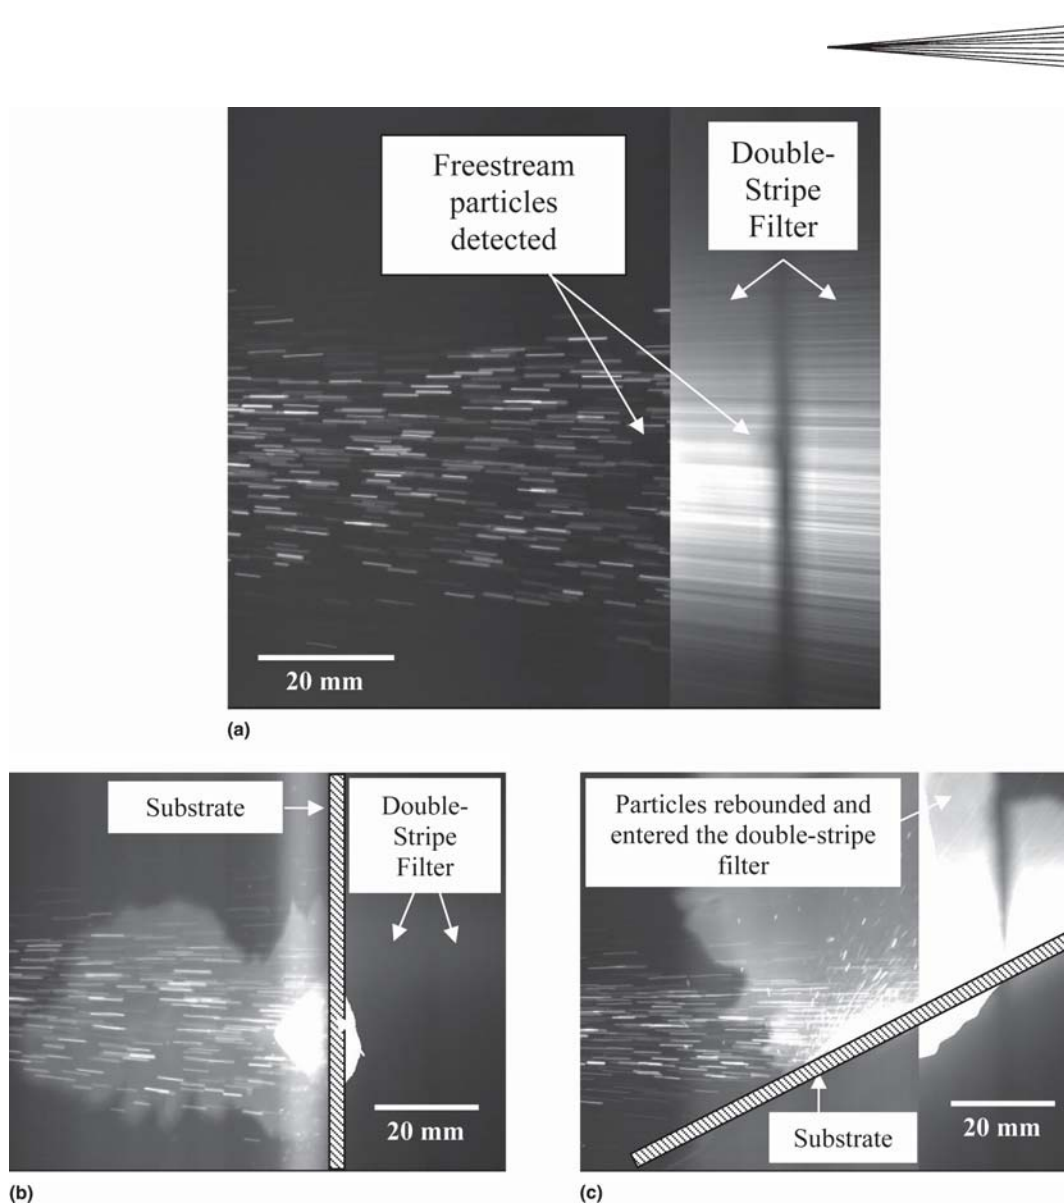 Freestream
particles
detected
Double-
Stripe
Filter
20 mm
(a)
Substrate
Double-
Stripe
Filter
20 mm
(b)
Particles rebounded and
entered the double-stripe
filter
Substrate
20 mm
(c)